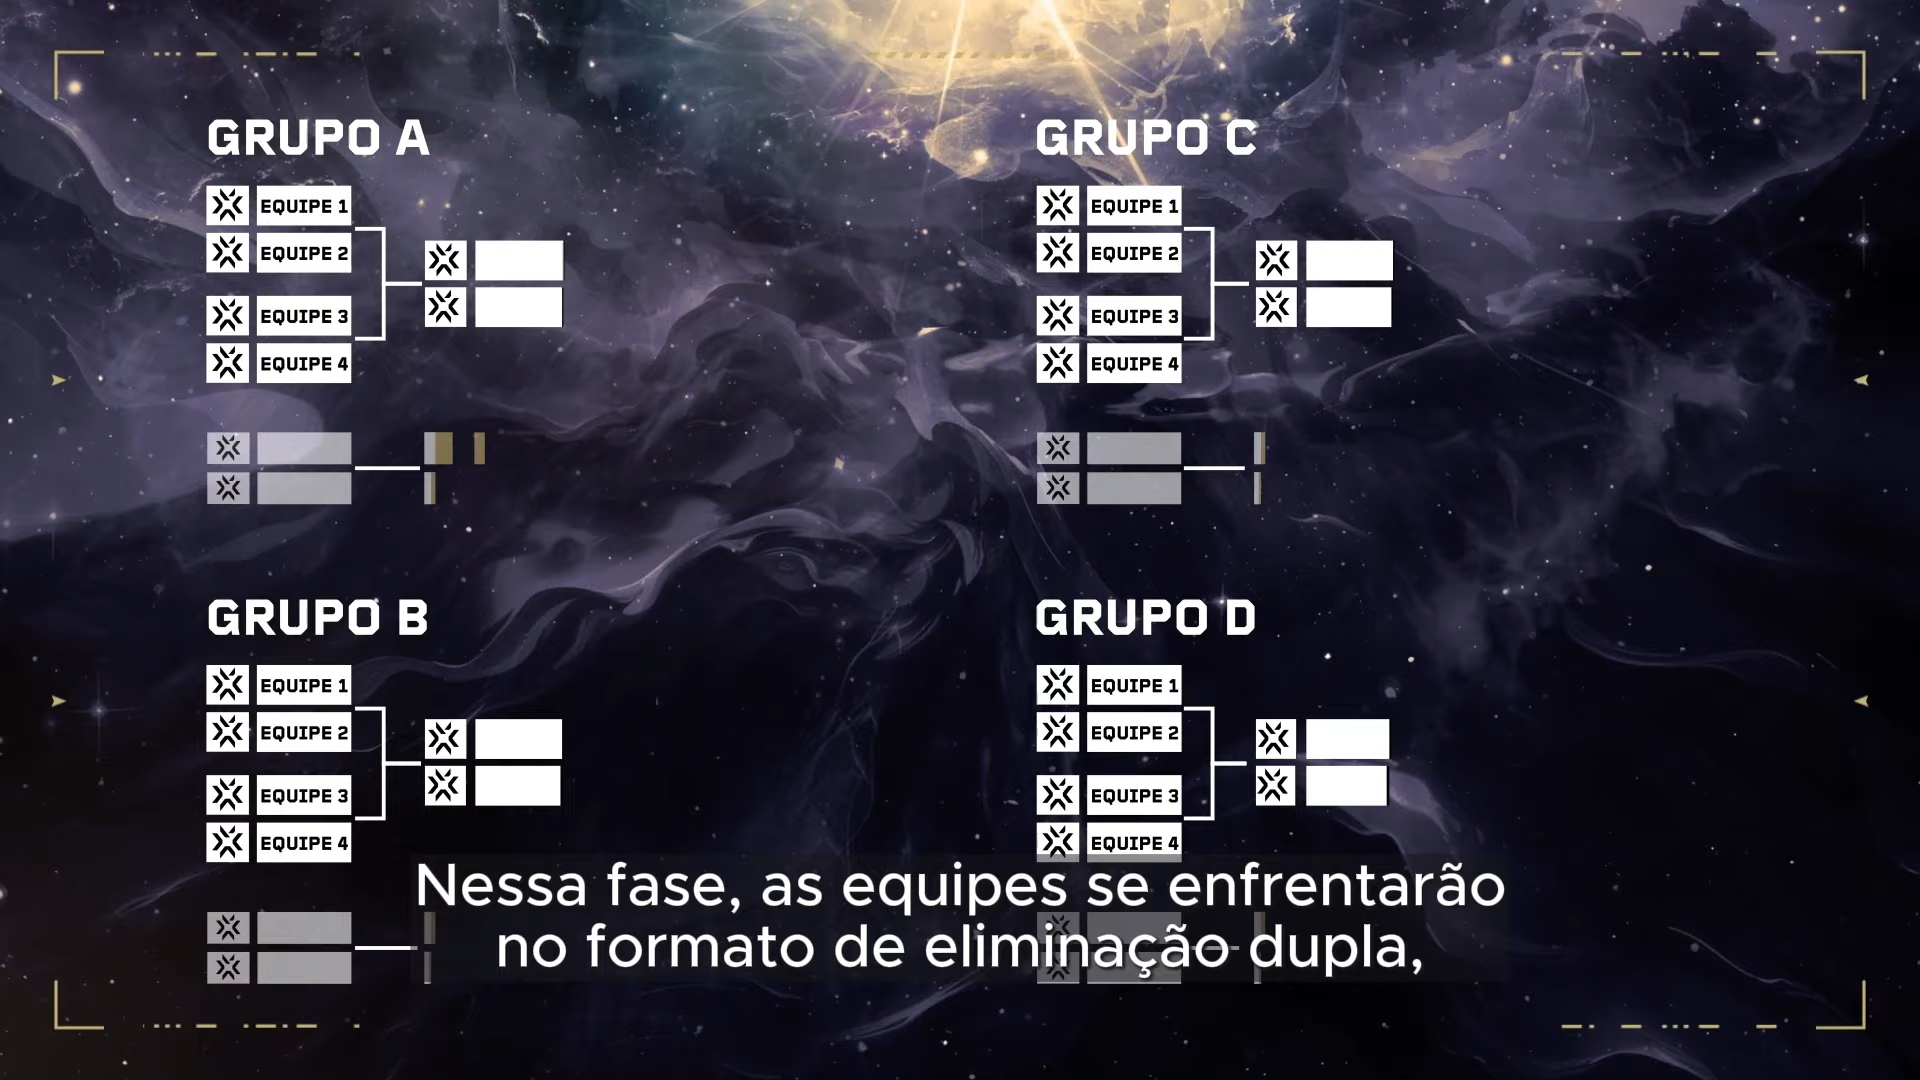 GRUPO A
EQUIPE 1
EQUIPE 2
EQUIPE 3
EQUIPE 4
GRUPO C
EQUIPE 1
EQUIPE 2
EQUIPE 3
EQUIPE 4
GRUPO B
EQUIPE 1
EQUIPE 2
EQUIPE 3
EQUIPE 4
GRUPO D
EQUIPE 1
EQUIPE 2
EQUIPE 3
EQUIPE 4
Nessa fase, as equipes se enfrentarão
no formato de eliminação dupla,